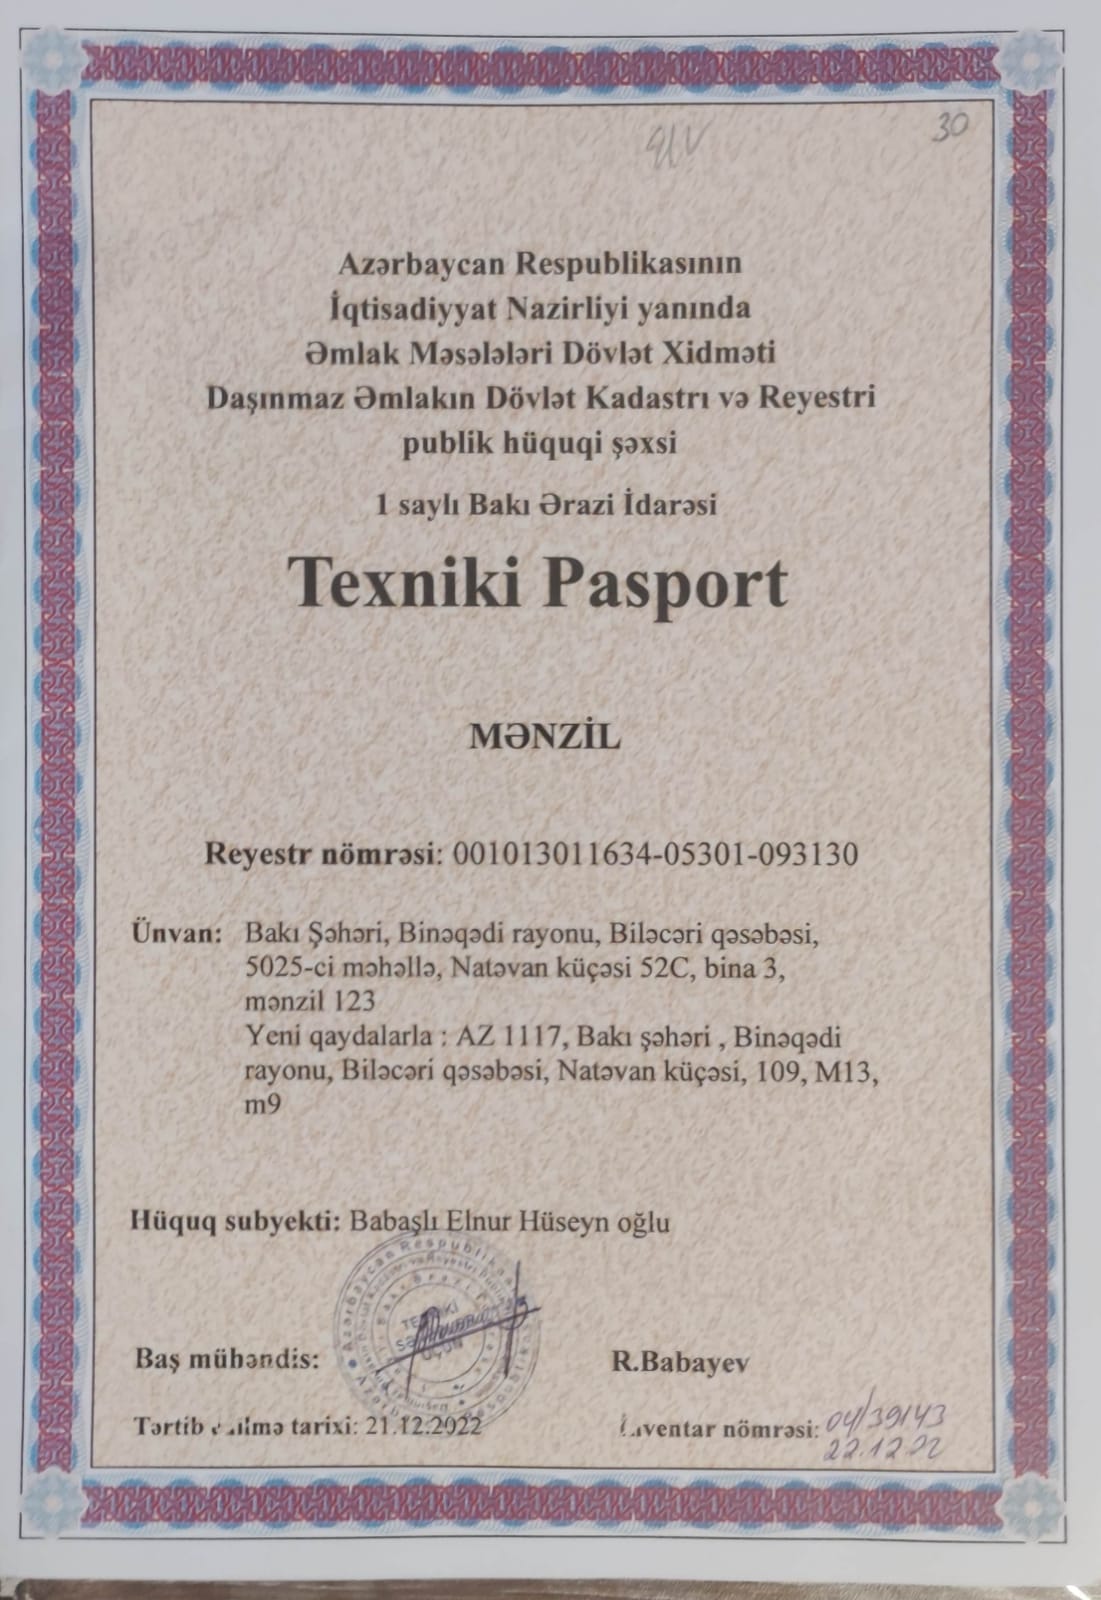 30
Azərbaycan Respublikasının
İqtisadiyyat Nazirliyi yanında
Əmlak Məsələləri Dövlət Xidməti
Daşınmaz Əmlakın Dövlət Kadastrı və Reyestri
publik hüquqi şəxsi
1 saylı Bakı Ərazi İdarəsi
Texniki Pasport
MƏNZİL
Reyestr nömrəsi: 001013011634-05301-093130
Ünvan: Bakı Şəhəri, Binəqədi rayonu, Biləcəri qəsəbəsi,
5025-ci məhəllə, Natəvan küçəsi 52C, bina 3,
mənzil 123
Yeni qaydalarla : AZ 1117, Bakı şəhəri , Binəqədi
rayonu, Biləcəri qəsəbəsi, Natəvan küçəsi, 109, M13,
m9
Hüquq subyekti: Babaşlı Elnur Hüseyn oğlu
Baş mühəndis: R.Babayev
Tərtib edilmə tarixi: 21.12.2022 İnventar nömrəsi: 04/39143
22.12.22